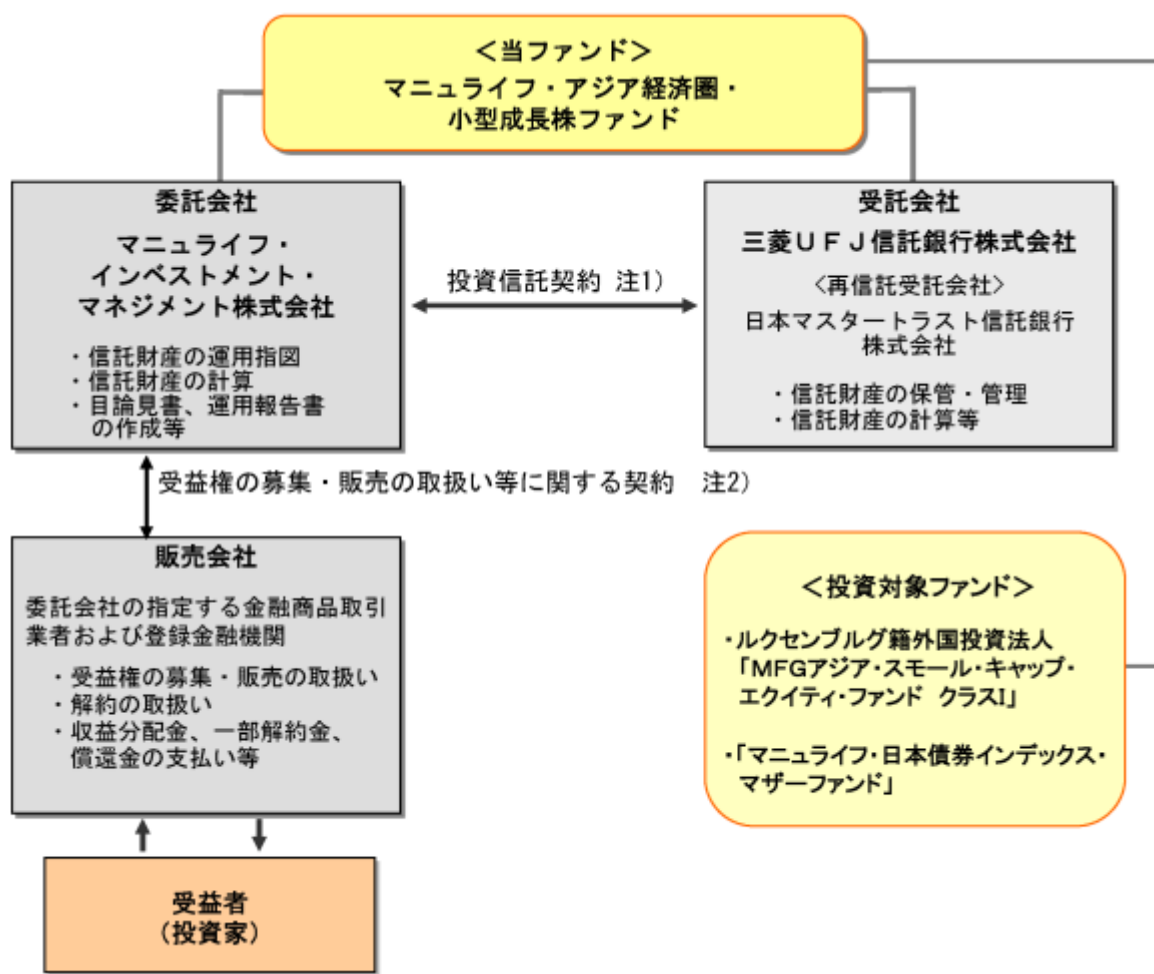 ＜当ファンド＞
マニュライフ・アジア経済圏・
小型成長株ファンド
委託会社
マニュライフ・
インベストメント・
マネジメント株式会社
・信託財産の運用指図
・信託財産の計算
・目論見書、運用報告書
の作成等
投資信託契約 注1）
受託会社
三菱ＵＦＪ信託銀行株式会社
＜再信託受託会社＞
日本マスタートラスト信託銀行
株式会社
・信託財産の保管・管理
・信託財産の計算等
受益権の募集・販売の取扱い等に関する契約　注2）
販売会社
委託会社の指定する金融商品取引
業者および登録金融機関
・受益権の募集・販売の取扱い
・解約の取扱い
・収益分配金、一部解約金、
償還金の支払い等
＜投資対象ファンド＞
・ルクセンブルグ籍外国投資法人
「MFGアジア・スモール・キャップ・
エクイティ・ファンド　クラスI」
・「マニュライフ・日本債券インデックス・
マザーファンド」
受益者
（投資家）